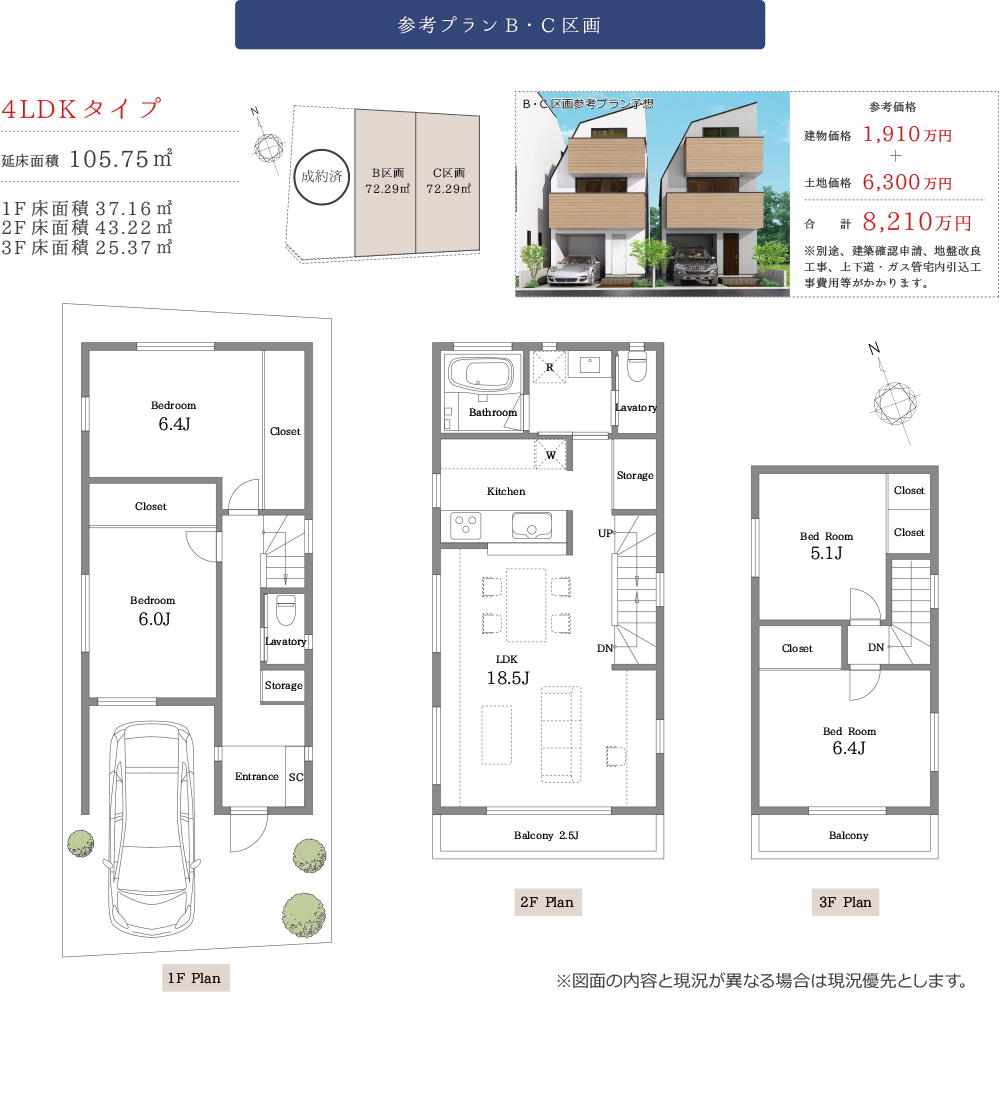 参考プランB・C区画
4LDKタイプ
延床面積 105.75㎡
1F床面積 37.16㎡
2F床面積 43.22㎡
3F床面積 25.37㎡
N
成約済
B区画
72.29㎡
C区画
72.29㎡
B・C区画参考プラン予想
参考価格
建物価格 1,910万円
＋
土地価格 6,300万円
合 計 8,210万円
※別途、建築確認申請、地盤改良
工事、上下道・ガス管宅内引込工
事費用等がかかります。
Bedroom
6.4J
Closet
Closet
Bedroom
6.0J
Lavatory
Storage
Entrance
SC
1F Plan
R
Bathroom
Lavatory
W
Kitchen
Storage
UP
DN
LDK
18.5J
Balcony 2.5J
2F Plan
N
Closet
Closet
Bed Room
5.1J
Closet
DN
Bed Room
6.4J
Balcony
3F Plan
※図面の内容と現況が異なる場合は現況優先とします。